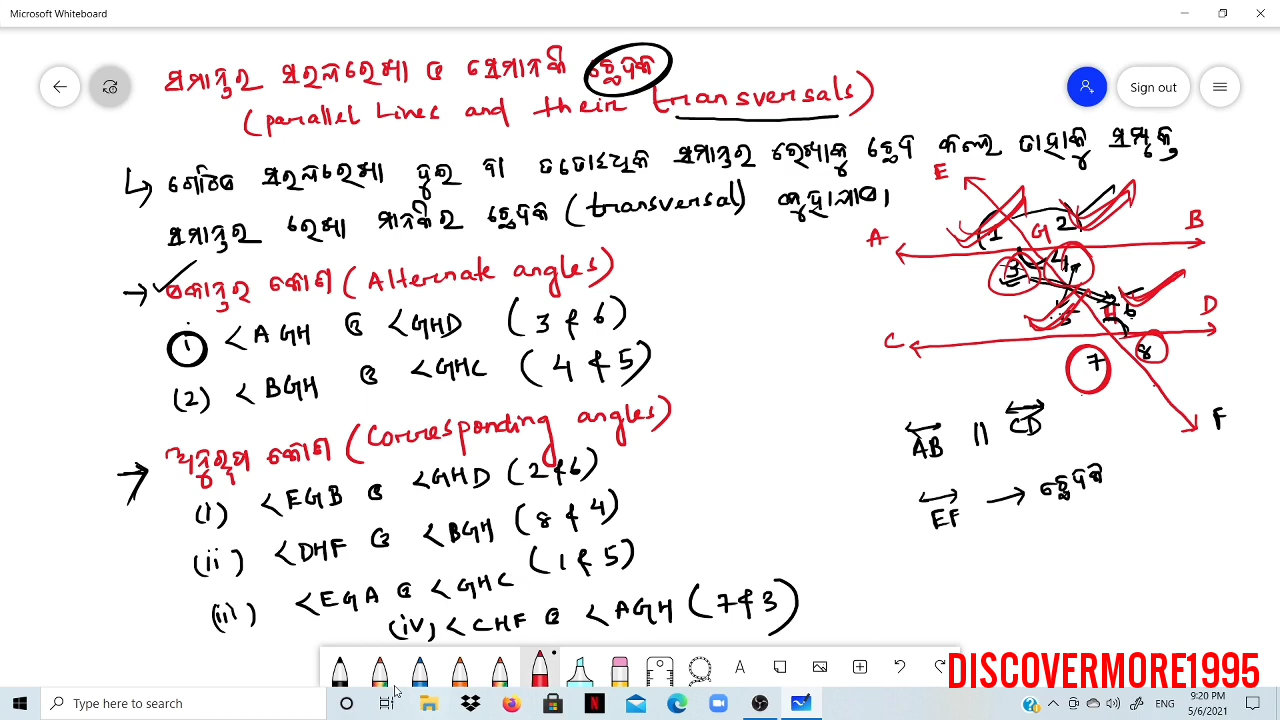 Microsoft Whiteboard
Sign out
ସମାନ୍ତର ସରଳରେଖା ଓ ସେମାନଙ୍କ ଛେଦକ
(parallel Lines and their transversals)
ଗୋଟିଏ ସରଳରେଖା ଦୁଇ ବା ତତୋଽଧିକ ସମାନ୍ତର ରେଖାକୁ ଛେଦ କଲେ ତାହାକୁ
ସମାନ୍ତର ରେଖା ମାନଙ୍କର ଛେଦକ (transversal) କୁହାଯାଏ।
ଏକାନ୍ତର କୋଣ (Alternate angles)
(i) <AGH ଓ <GHD (3 & 6)
(2) <BGH ଓ <GHC (4 & 5)
ଅନୁରୂପ କୋଣ (Corresponding angles)
(i) <EGB ଓ <GHD (2 & 6)
(ii) <DHF ଓ <BGH (8 & 4)
(iii) <EGA ଓ <GHC (1 & 5)
(iv) <CHF ଓ <AGH (7 & 3)
E
A 1 G 2 B
3 4
5 H 6 D
C 7 8
F
AB || CD
EF → ଛେଦକ
DISCOVERMORE1995
Type here to search
ENG
9:20 PM
5/6/2021